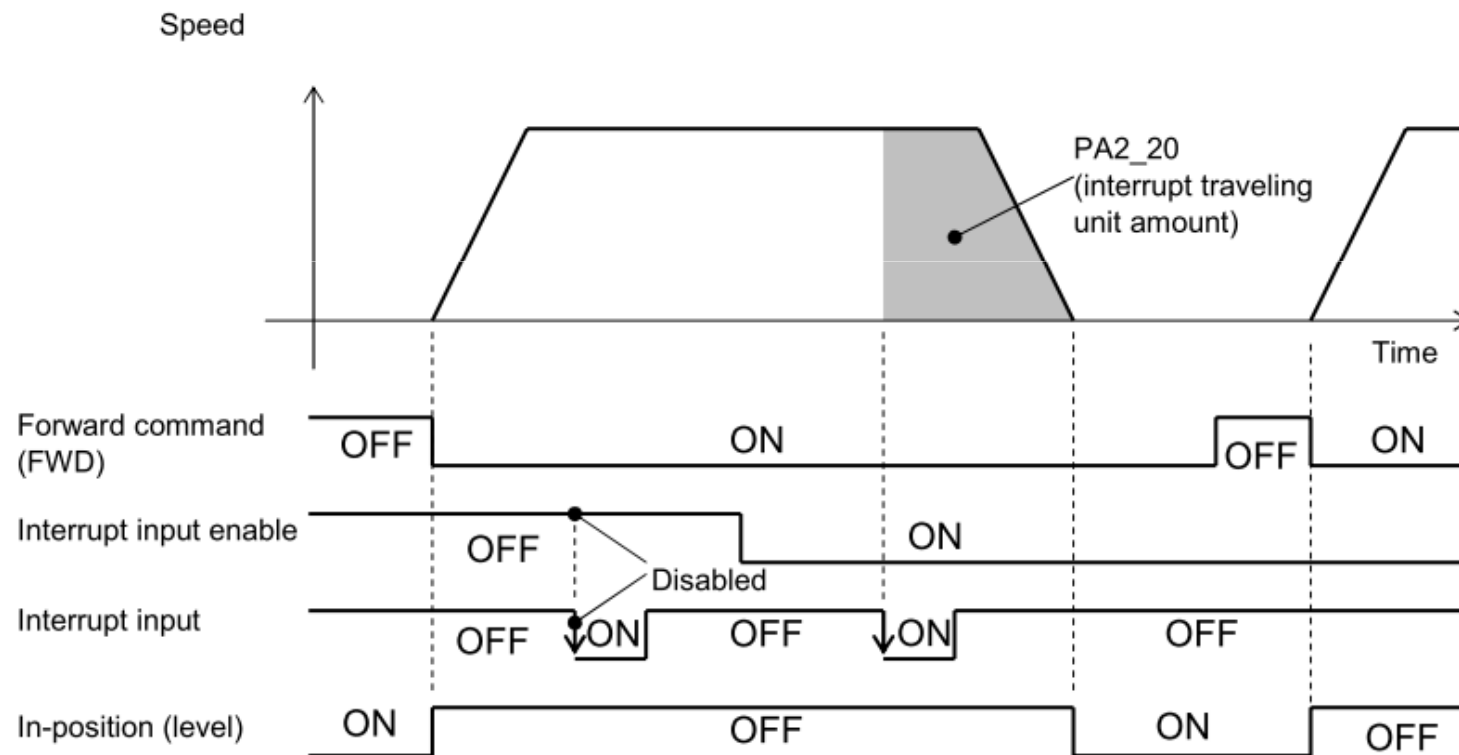 Speed
PA2_20
(interrupt traveling
unit amount)
Time
Forward command
(FWD)
OFF
ON
OFF
ON
Interrupt input enable
OFF
ON
Disabled
Interrupt input
OFF
ON
OFF
ON
OFF
In-position (level)
ON
OFF
ON
OFF